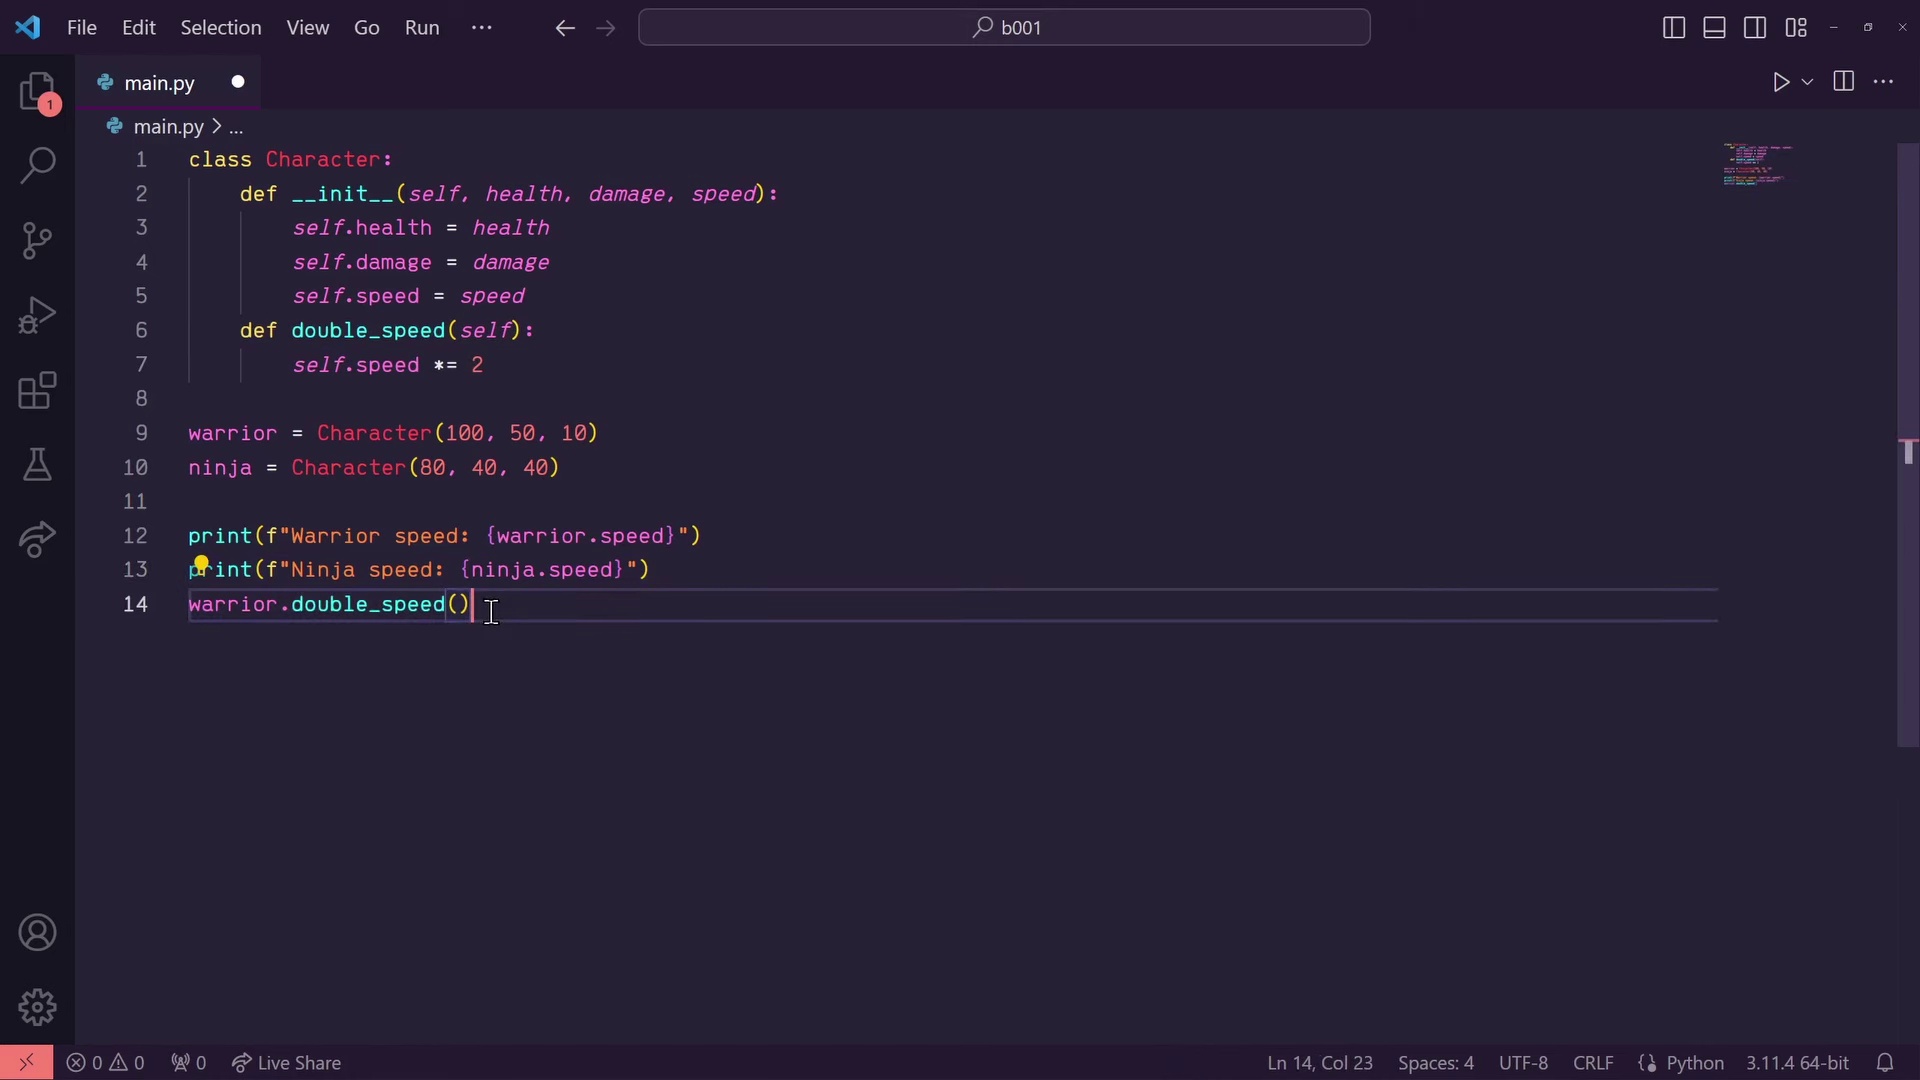 File Edit Selection View Go Run ··· b001
main.py
1
main.py > ...
1 class Character:
2     def __init__(self, health, damage, speed):
3         self.health = health
4         self.damage = damage
5         self.speed = speed
6     def double_speed(self):
7         self.speed *= 2
8
9 warrior = Character(100, 50, 10)
10 ninja = Character(80, 40, 40)
11
12 print(f"Warrior speed: {warrior.speed}")
13 print(f"Ninja speed: {ninja.speed}")
14 warrior.double_speed()
0 0 0 Live Share Ln 14, Col 23 Spaces: 4 UTF-8 CRLF {} Python 3.11.4 64-bit